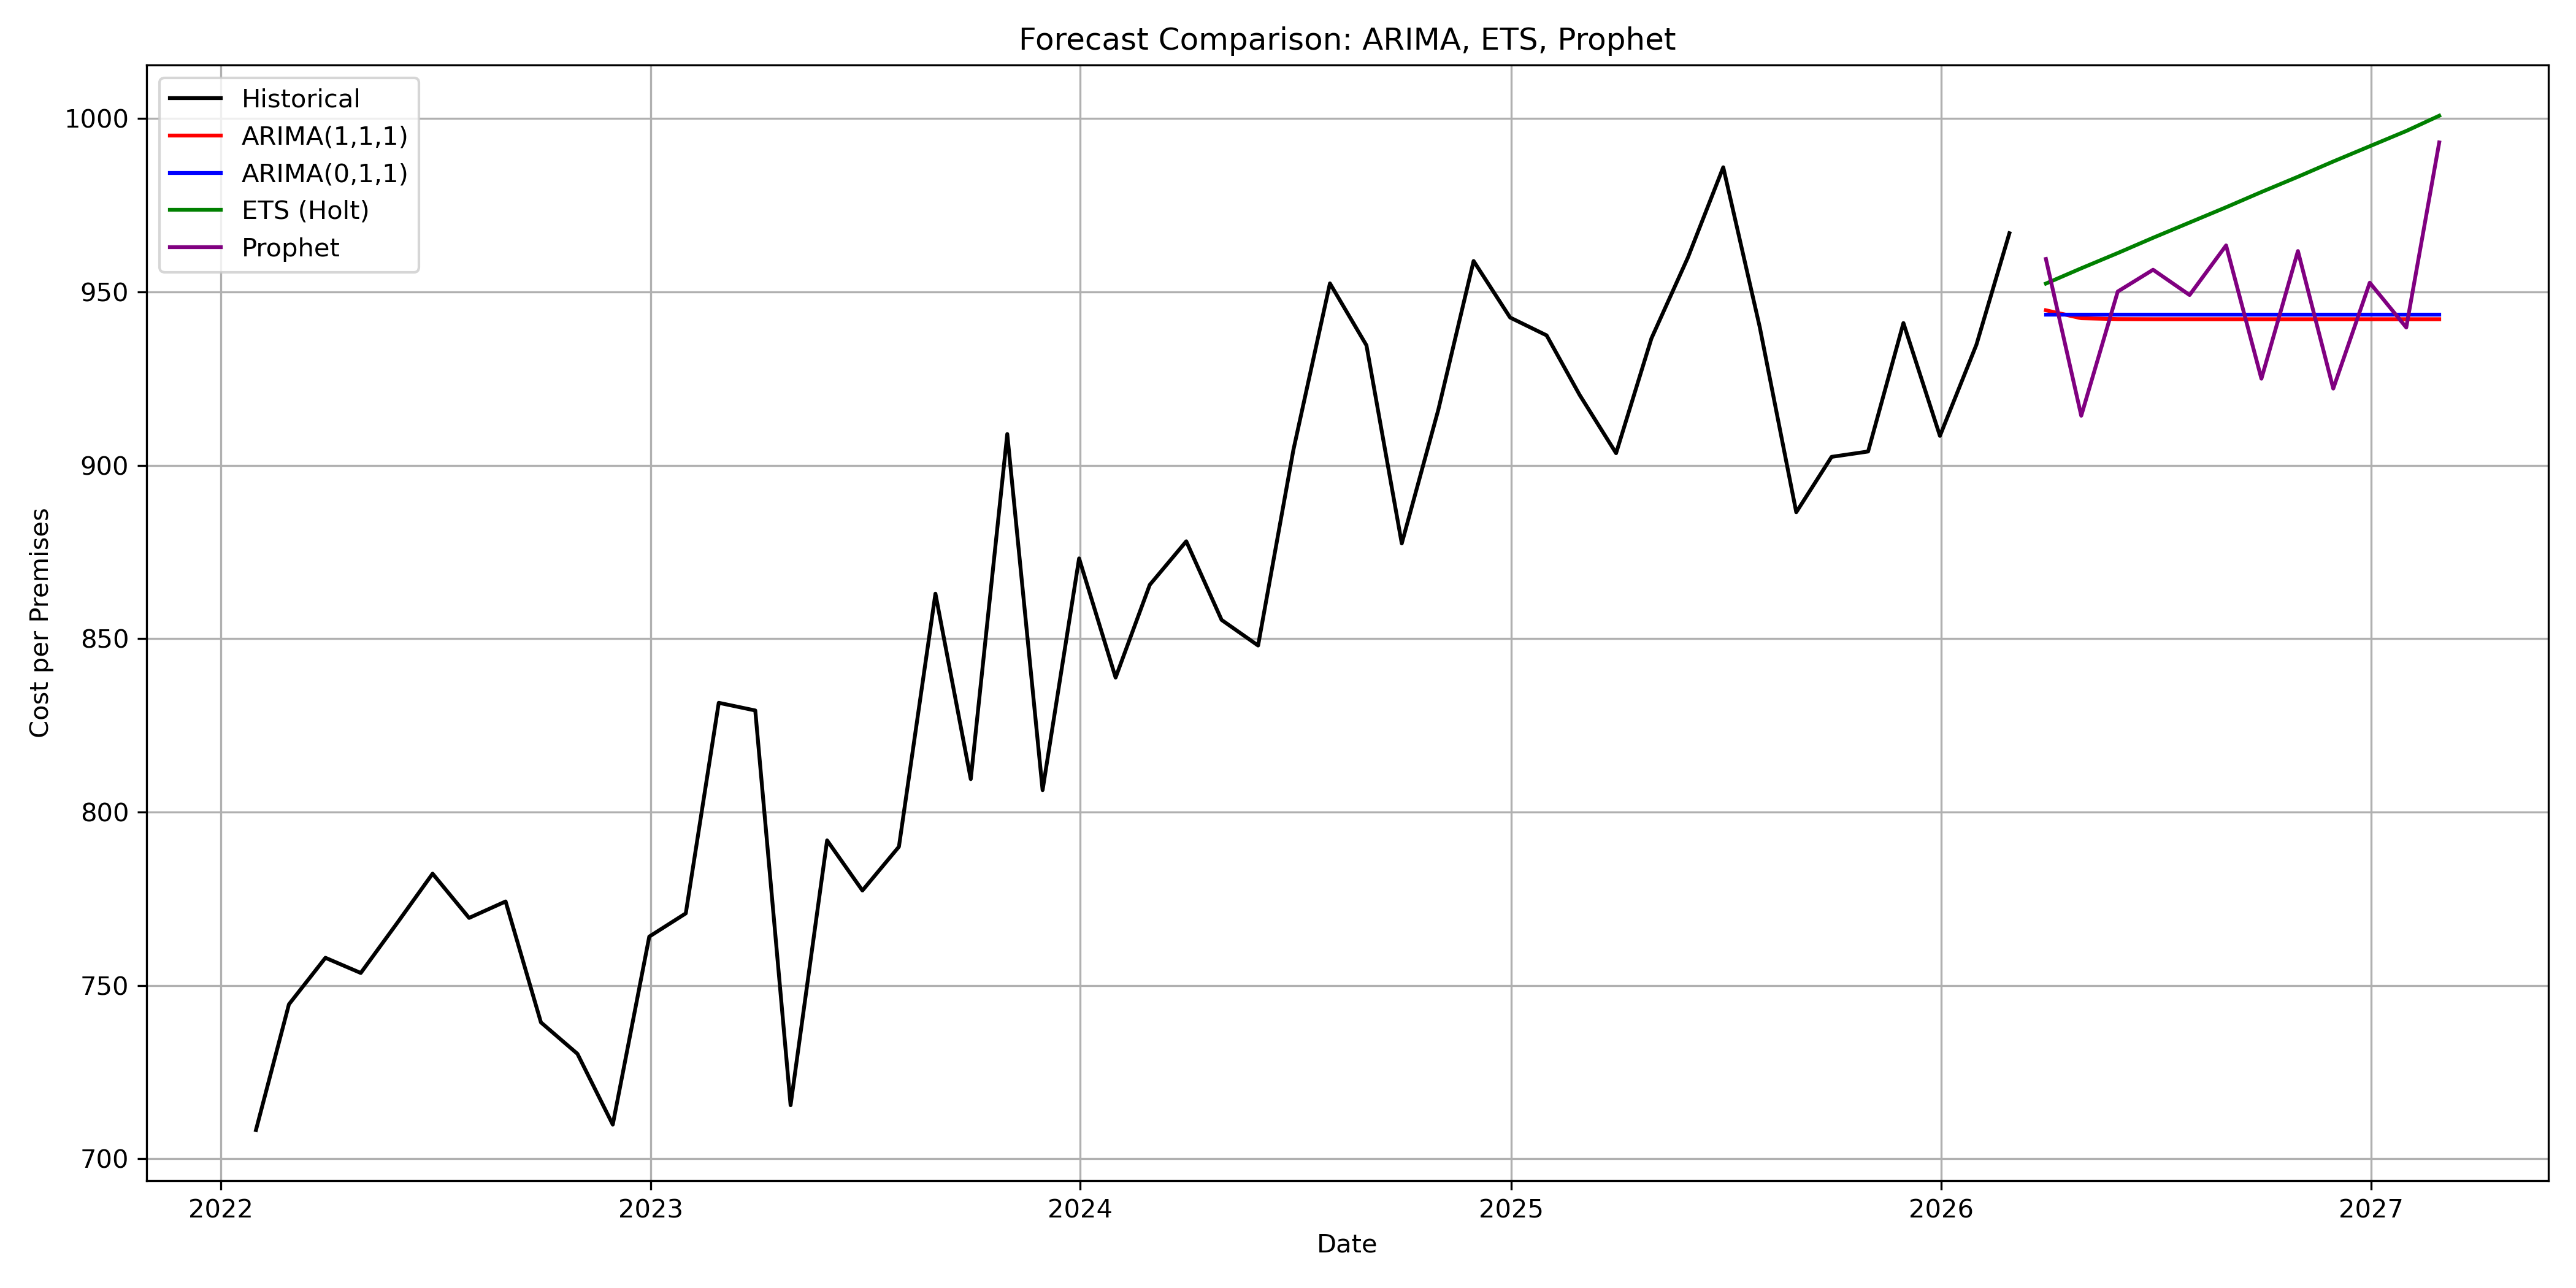 Forecast Comparison: ARIMA, ETS, Prophet
Historical
ARIMA(1,1,1)
ARIMA(0,1,1)
ETS (Holt)
Prophet
Cost per Premises
1000
950
900
850
800
750
700
2022 2023 2024 2025 2026 2027
Date